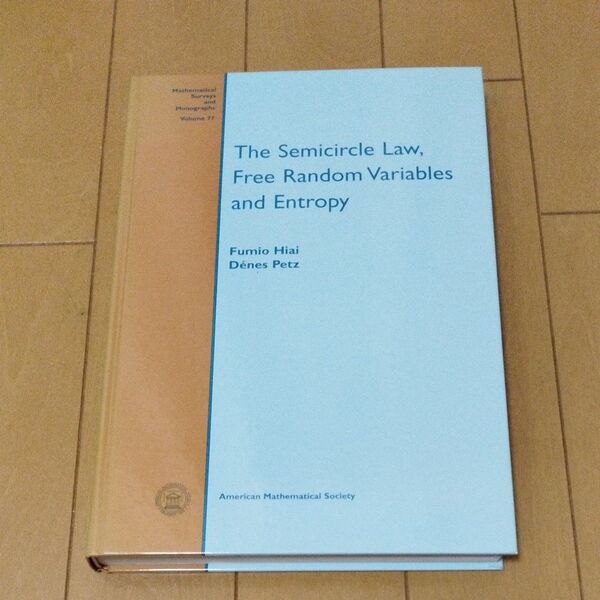 Mathematical
Surveys
and
Monographs
Volume 77
The Semicircle Law,
Free Random Variables
and Entropy
Fumio Hiai
Dénes Petz
American Mathematical Society